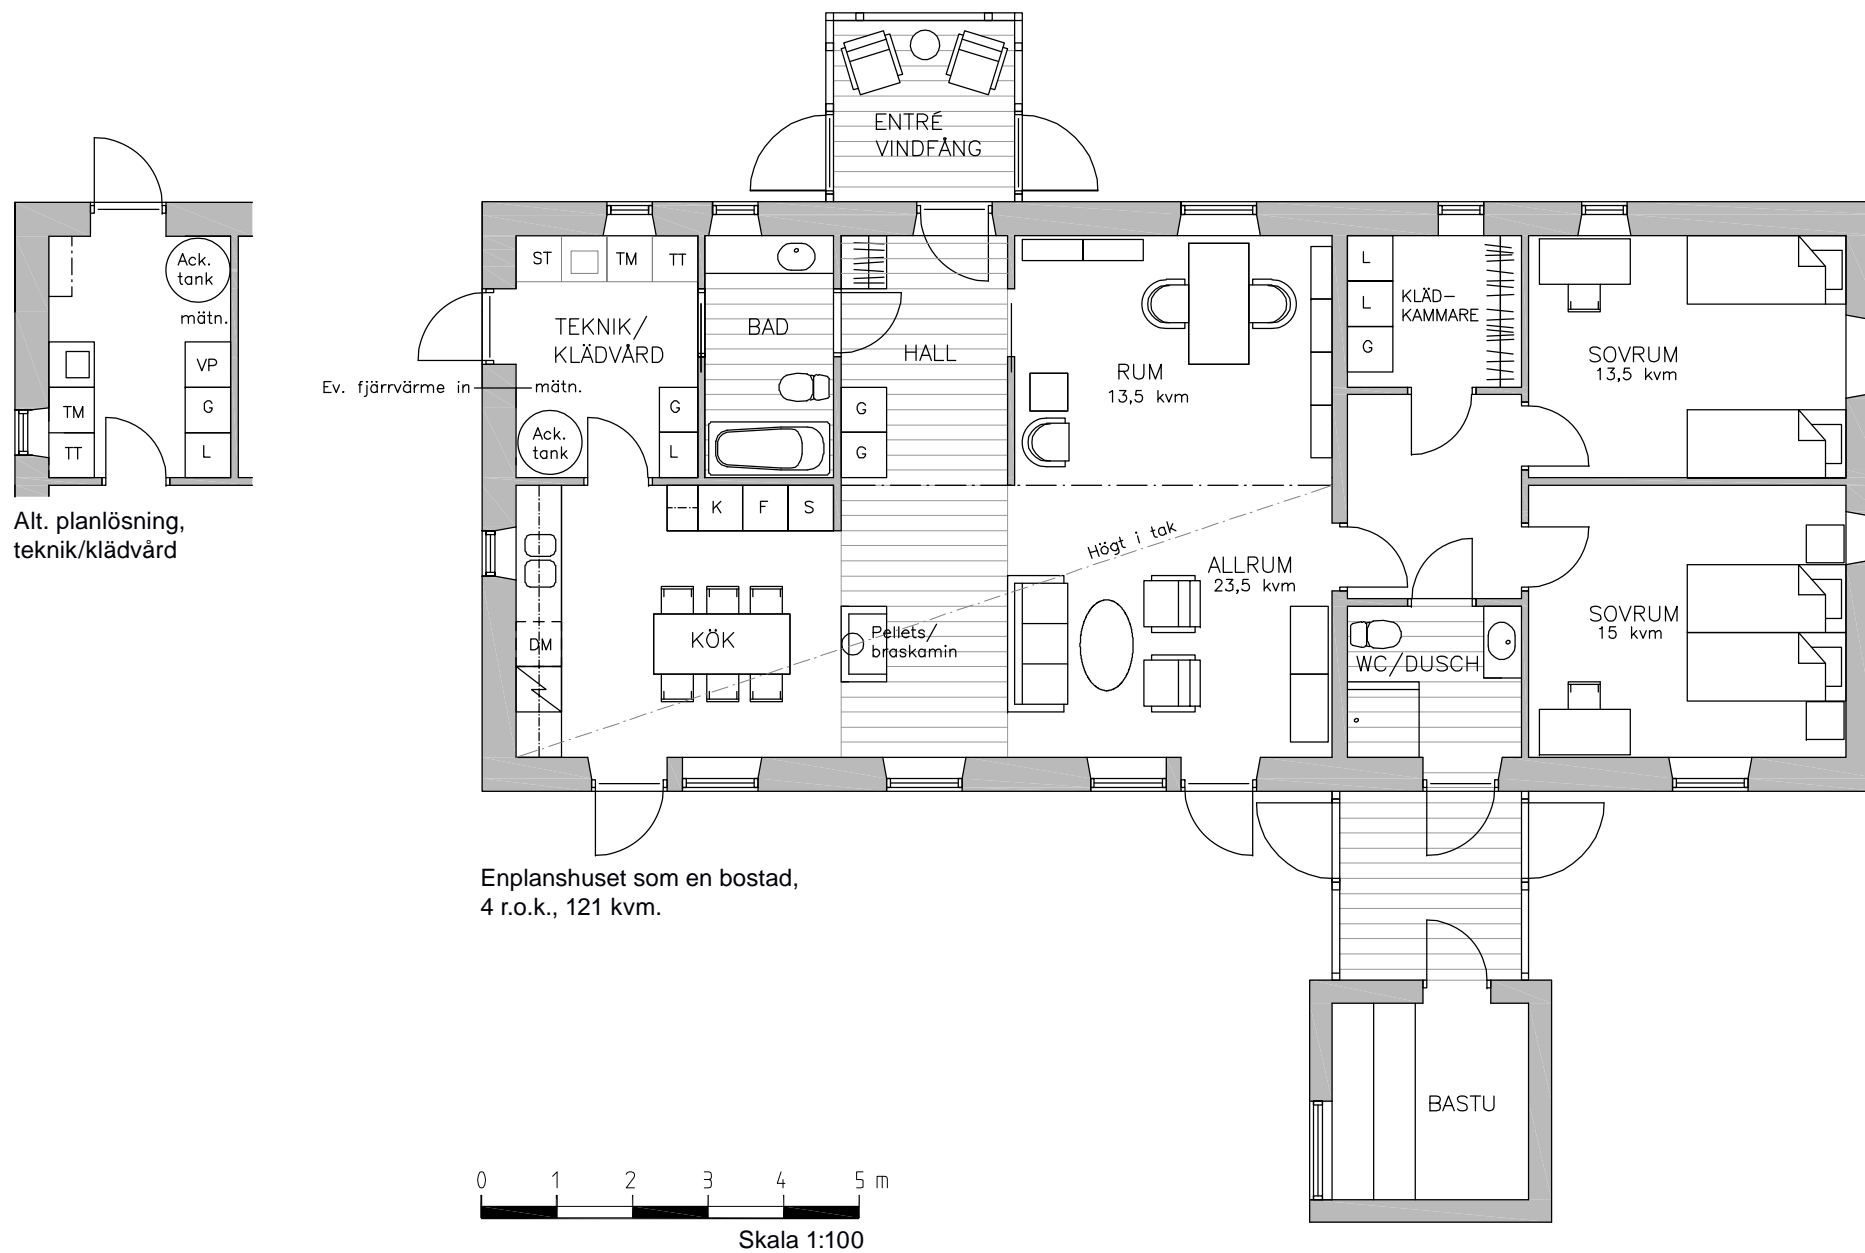 ENTRÉ
VINDFÅNG
Ack.
tank
mätn.
VP
G
L
TM
TT
Alt. planlösning,
teknik/klädvård
ST
TM
TT
TEKNIK/
KLÄDVÅRD
Ev. fjärrvärme in
mätn.
Ack.
tank
G
L
BAD
HALL
G
G
RUM
13,5 kvm
L
L
G
KLÄD-
KAMMARE
SOVRUM
13,5 kvm
K
F
S
DM
KÖK
Pellets/
braskamin
Högt i tak
ALLRUM
23,5 kvm
WC/DUSCH
SOVRUM
15 kvm
Enplanshuset som en bostad,
4 r.o.k., 121 kvm.
BASTU
0 1 2 3 4 5 m
Skala 1:100